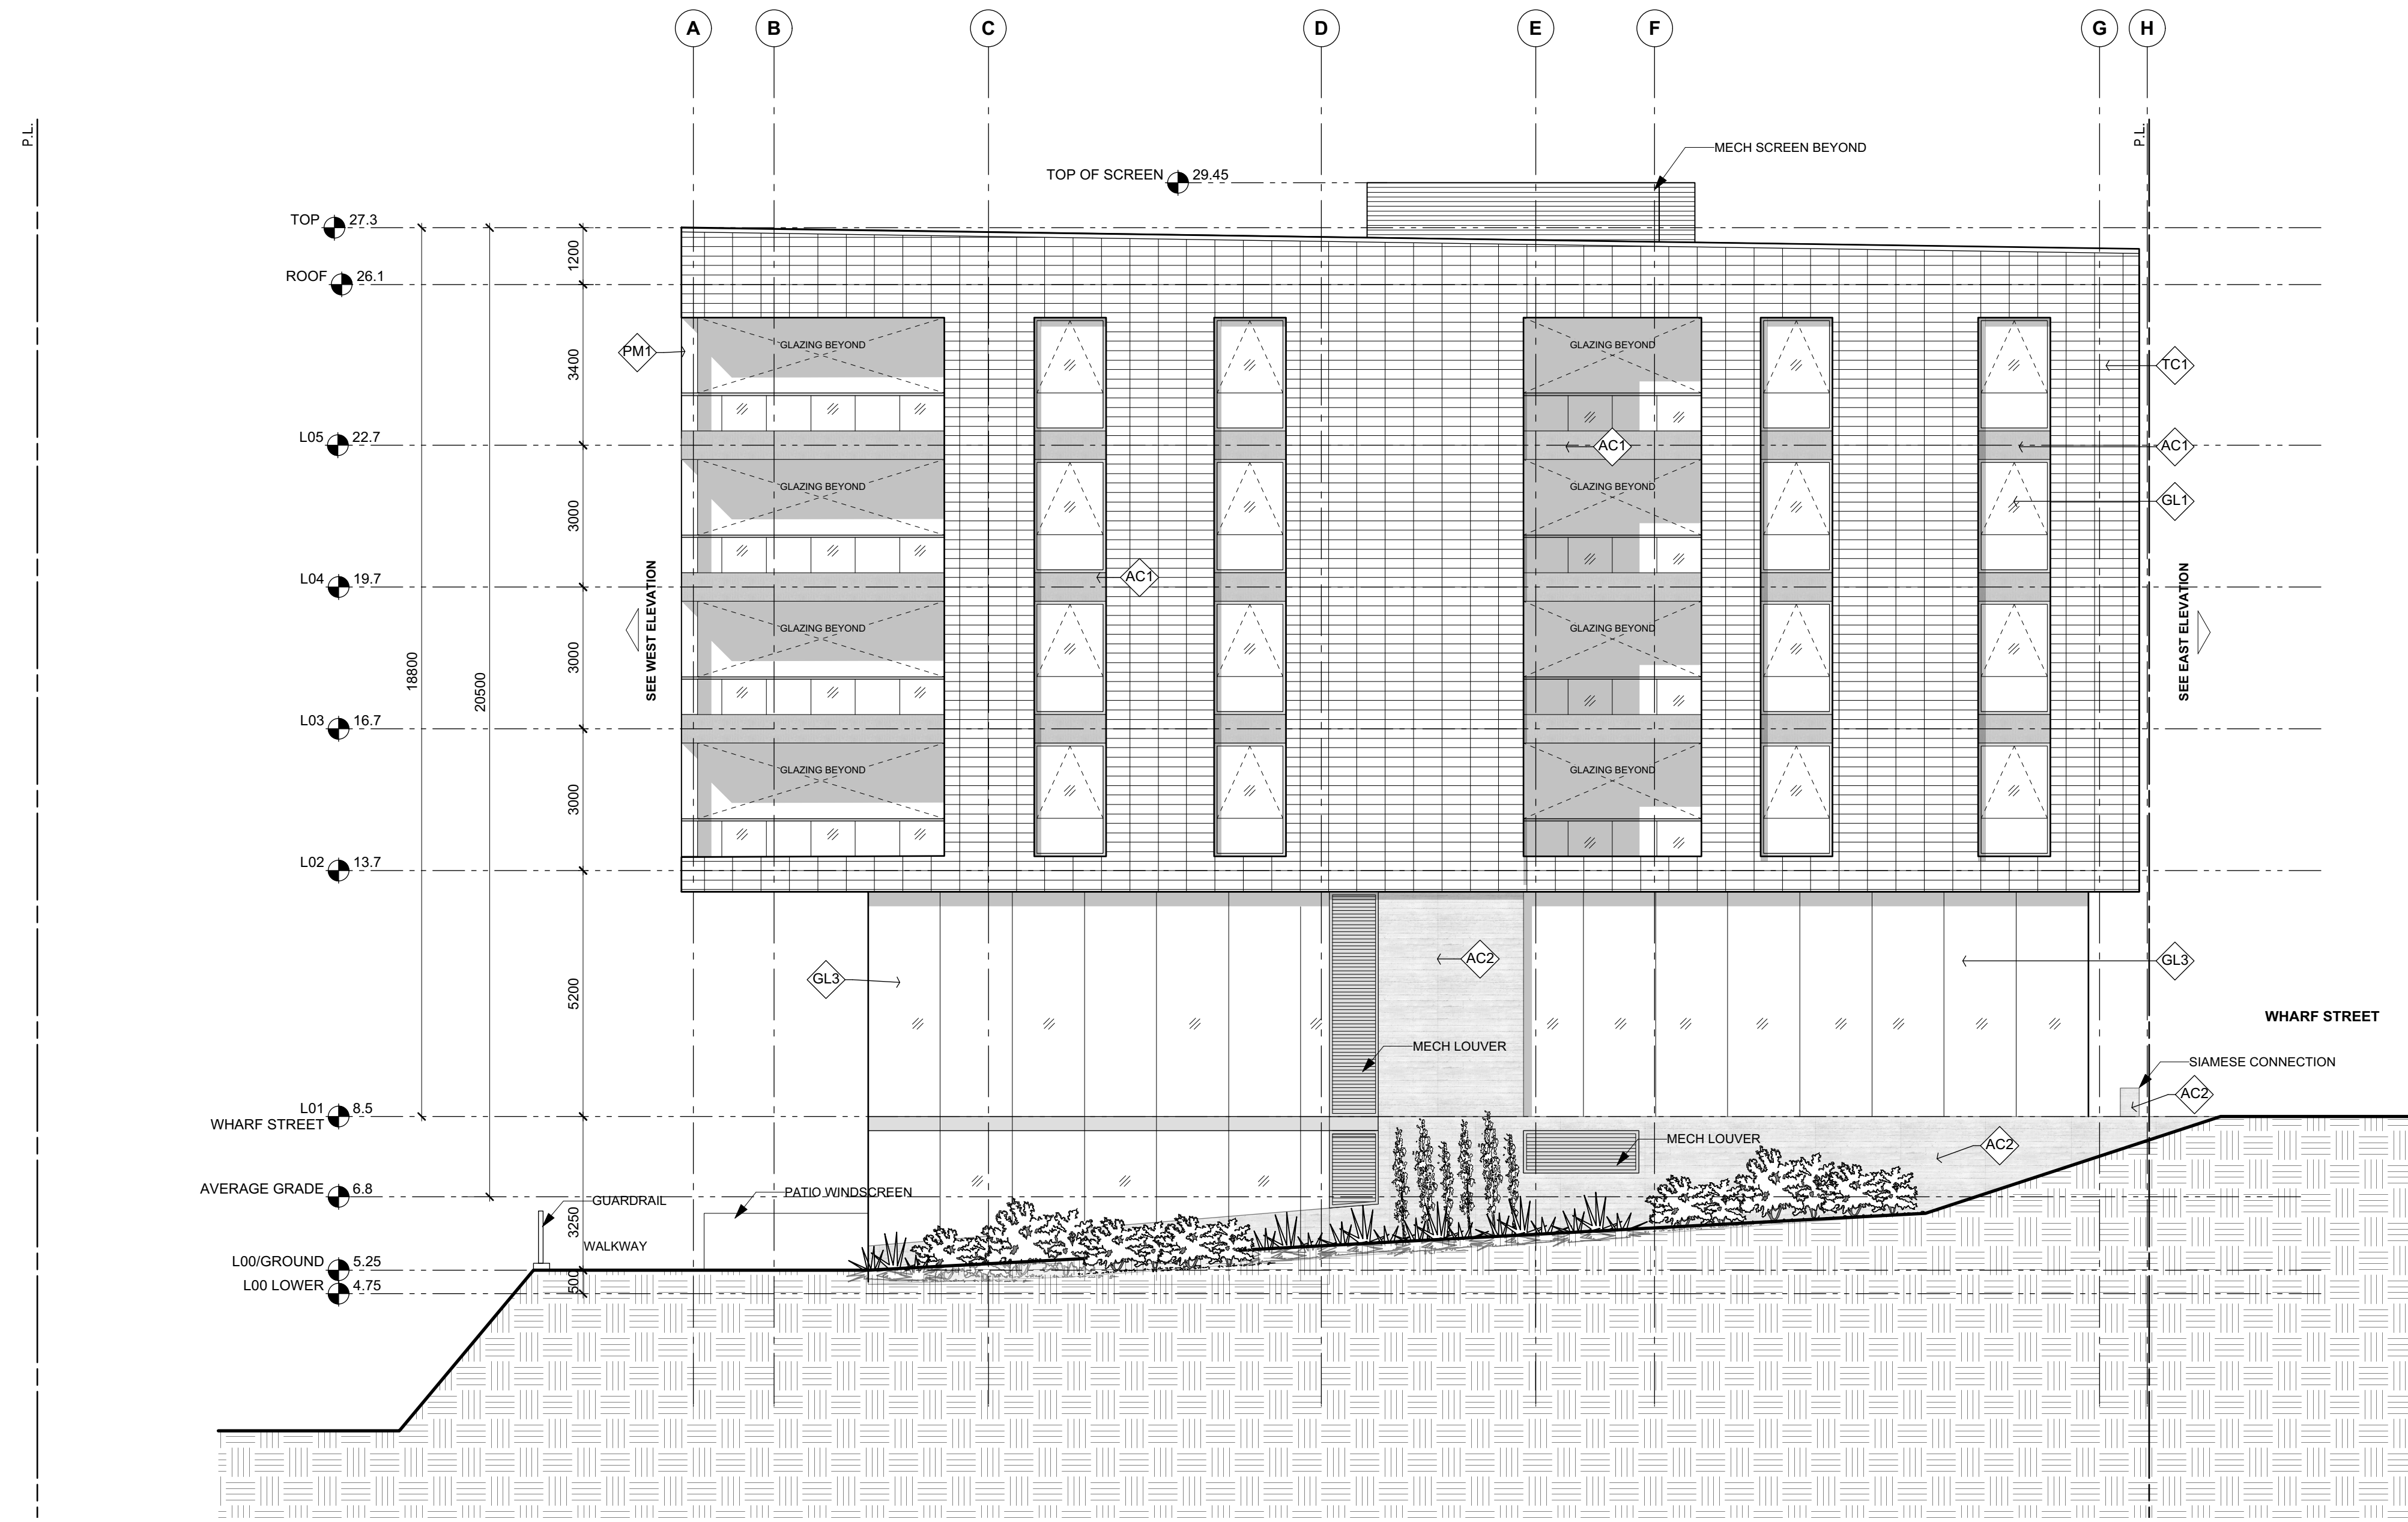 A B C D E F G H
P.L.
P.L.
MECH SCREEN BEYOND
TOP OF SCREEN 29.45
TOP 27.3
1200
ROOF 26.1
PM1
GLAZING BEYOND
GLAZING BEYOND
TC1
3400
L05 22.7
AC1
AC1
GLAZING BEYOND
GLAZING BEYOND
GL1
3000
L04 19.7
AC1
SEE WEST ELEVATION
SEE EAST ELEVATION
GLAZING BEYOND
GLAZING BEYOND
3000
18800
20500
L03 16.7
GLAZING BEYOND
GLAZING BEYOND
3000
L02 13.7
GL3
AC2
GL3
5200
WHARF STREET
MECH LOUVER
SIAMESE CONNECTION
AC2
L01 8.5
WHARF STREET
MECH LOUVER
AC2
AVERAGE GRADE 6.8
GUARDRAIL
PATIO WINDSCREEN
3250
WALKWAY
L00/GROUND 5.25
500
L00 LOWER 4.75